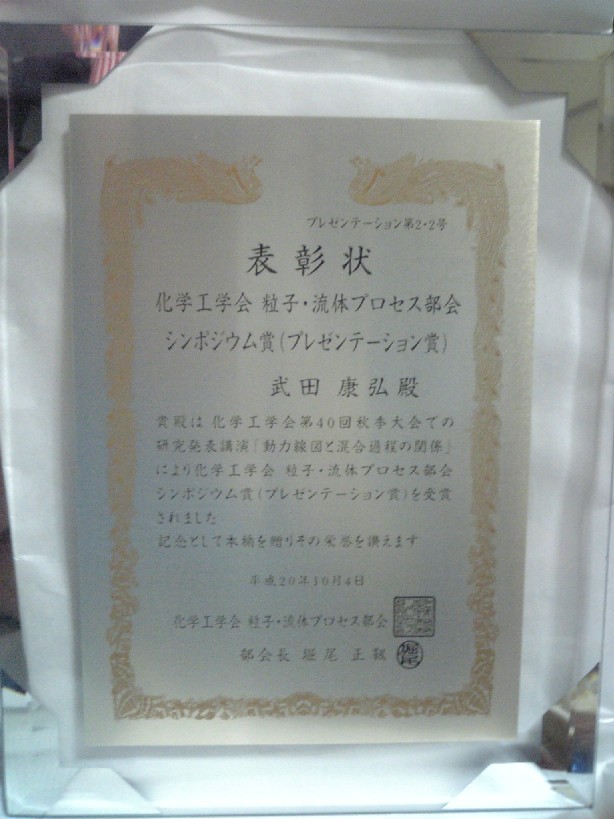 プレゼンテーション第2・2号
表彰状
化学工学会 粒子・流体プロセス部会
シンポジウム賞(プレゼンテーション賞)
武田 康弘殿
貴殿は 化学工学会第40回秋季大会での
研究発表講演「動力線図と混合過程の関係」
により化学工学会 粒子・流体プロセス部会
シンポジウム賞(プレゼンテーション賞)を受賞
されました
記念として本楯を贈りその栄誉を讃えます
平成20年10月4日
化学工学会 粒子・流体プロセス部会
部会長 堀尾 正靱
堀尾